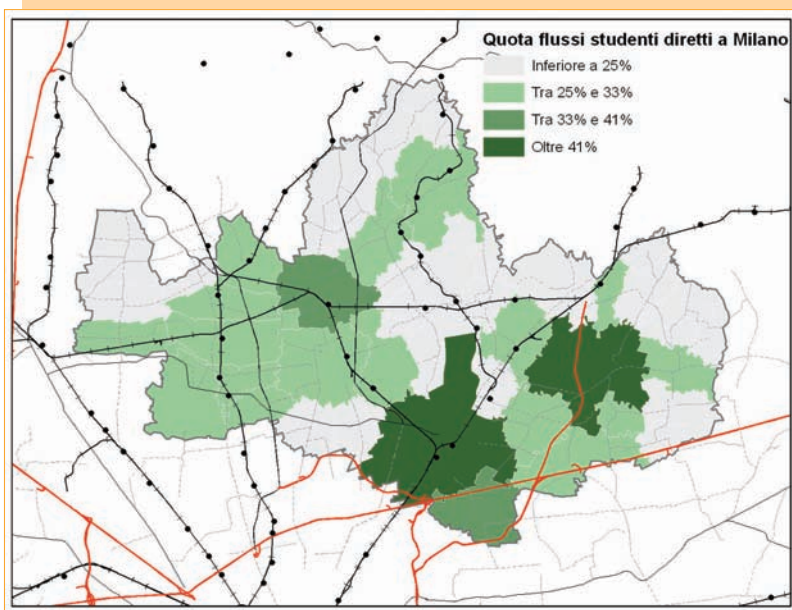 Quota flussi studenti diretti a Milano
Inferiore a 25%
Tra 25% e 33%
Tra 33% e 41%
Oltre 41%